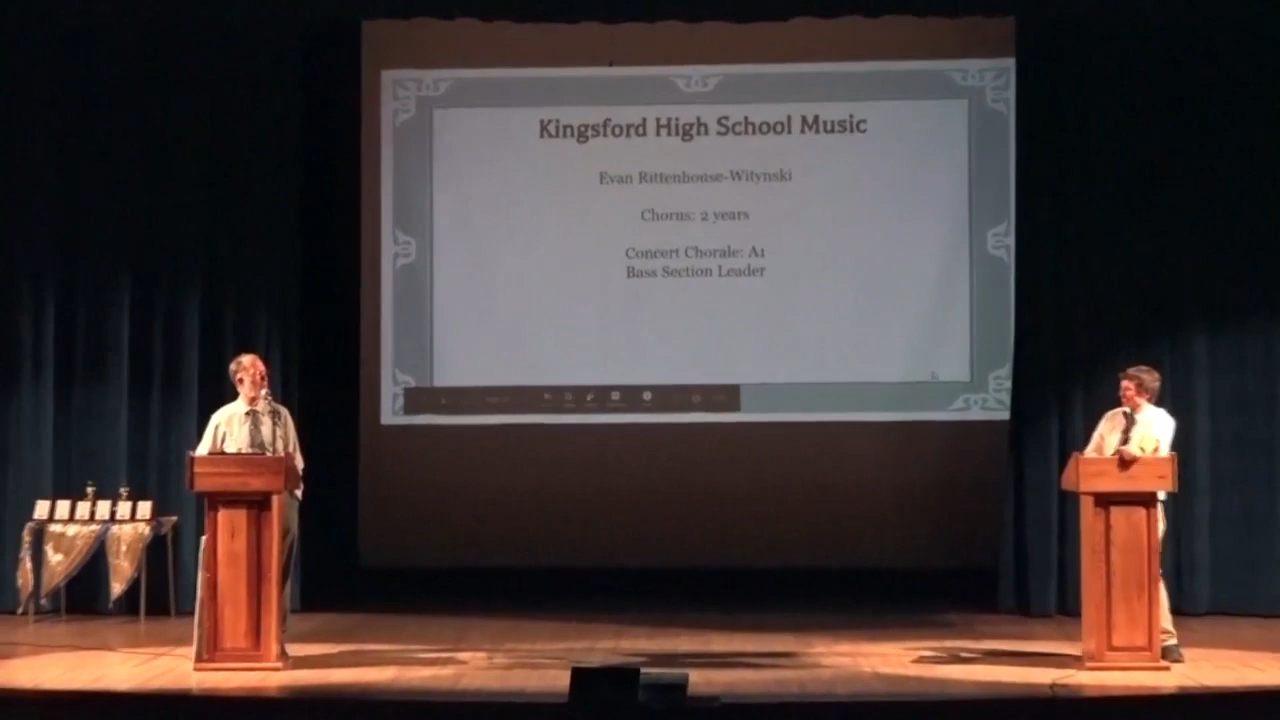 Kingsford High School Music
Evan Rittenhouse-Witynski
Chorus: 2 years
Concert Chorale: A1
Bass Section Leader